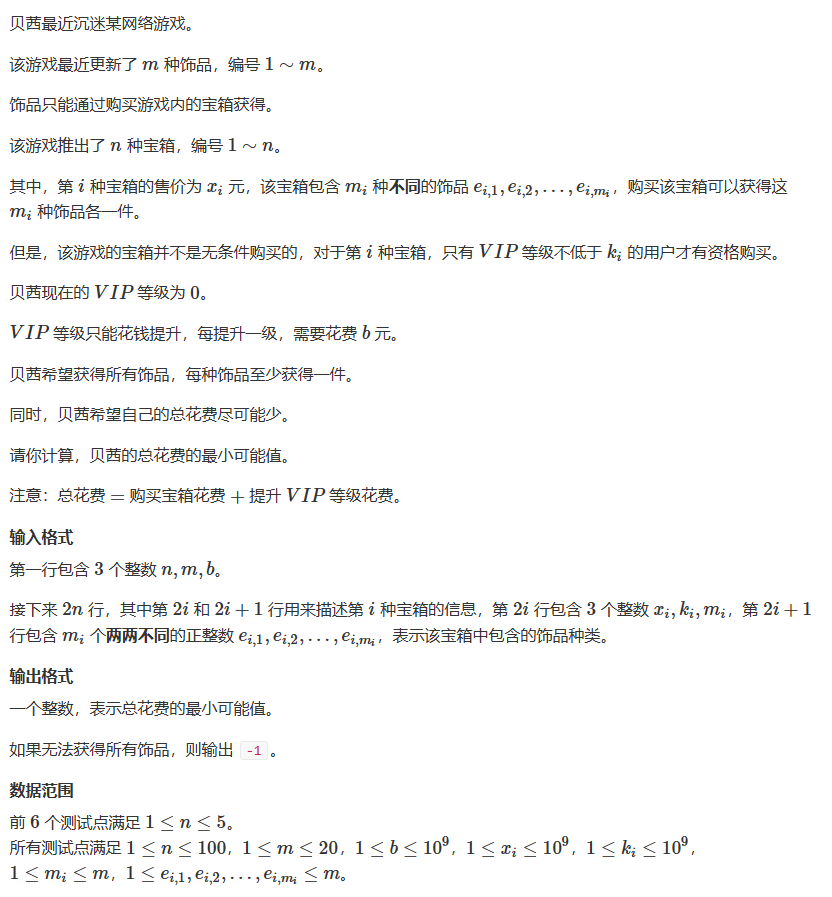 贝茜最近沉迷某网络游戏。
该游戏最近更新了 m 种饰品，编号 1 ∼ m。
饰品只能通过购买游戏内的宝箱获得。
该游戏推出了 n 种宝箱，编号 1 ∼ n。
其中，第 i 种宝箱的售价为 x_i 元，该宝箱包含 m_i 种不同的饰品 e_{i,1}, e_{i,2}, …, e_{i,m_i}，购买该宝箱可以获得这
m_i 种饰品各一件。
但是，该游戏的宝箱并不是无条件购买的，对于第 i 种宝箱，只有 VIP 等级不低于 k_i 的用户才有资格购买。
贝茜现在的 VIP 等级为 0。
VIP 等级只能花钱提升，每提升一级，需要花费 b 元。
贝茜希望获得所有饰品，每种饰品至少获得一件。
同时，贝茜希望自己的总花费尽可能少。
请你计算，贝茜的总花费的最小可能值。
注意：总花费 = 购买宝箱花费 + 提升 VIP 等级花费。
输入格式
第一行包含 3 个整数 n, m, b。
接下来 2n 行，其中第 2i 和 2i + 1 行用来描述第 i 种宝箱的信息，第 2i 行包含 3 个整数 x_i, k_i, m_i，第 2i + 1
行包含 m_i 个两两不同的正整数 e_{i,1}, e_{i,2}, …, e_{i,m_i}，表示该宝箱中包含的饰品种类。
输出格式
一个整数，表示总花费的最小可能值。
如果无法获得所有饰品，则输出 -1 。
数据范围
前 6 个测试点满足 1 ≤ n ≤ 5。
所有测试点满足 1 ≤ n ≤ 100，1 ≤ m ≤ 20，1 ≤ b ≤ 10^9，1 ≤ x_i ≤ 10^9，1 ≤ k_i ≤ 10^9，
1 ≤ m_i ≤ m，1 ≤ e_{i,1}, e_{i,2}, …, e_{i,m_i} ≤ m。